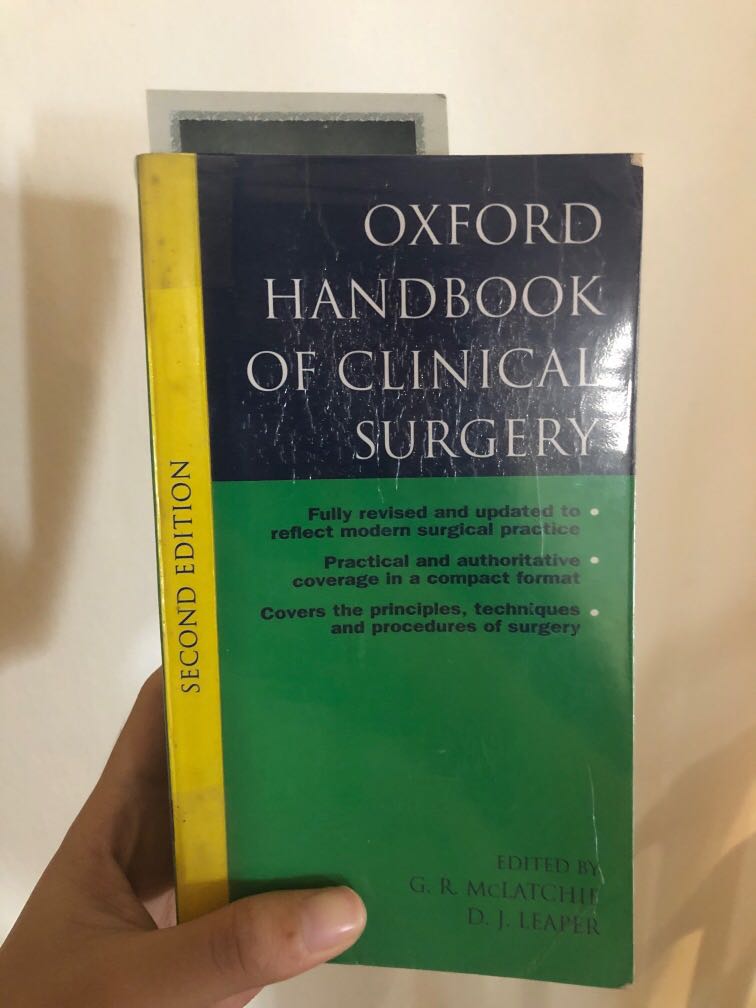 OXFORD
HANDBOOK
OF CLINICAL
SURGERY
SECOND EDITION
Fully revised and updated to •
reflect modern surgical practice
Practical and authoritative •
coverage in a compact format
Covers the principles, techniques •
and procedures of surgery
EDITED BY
G. R. McLATCHIE
D. J. LEAPER